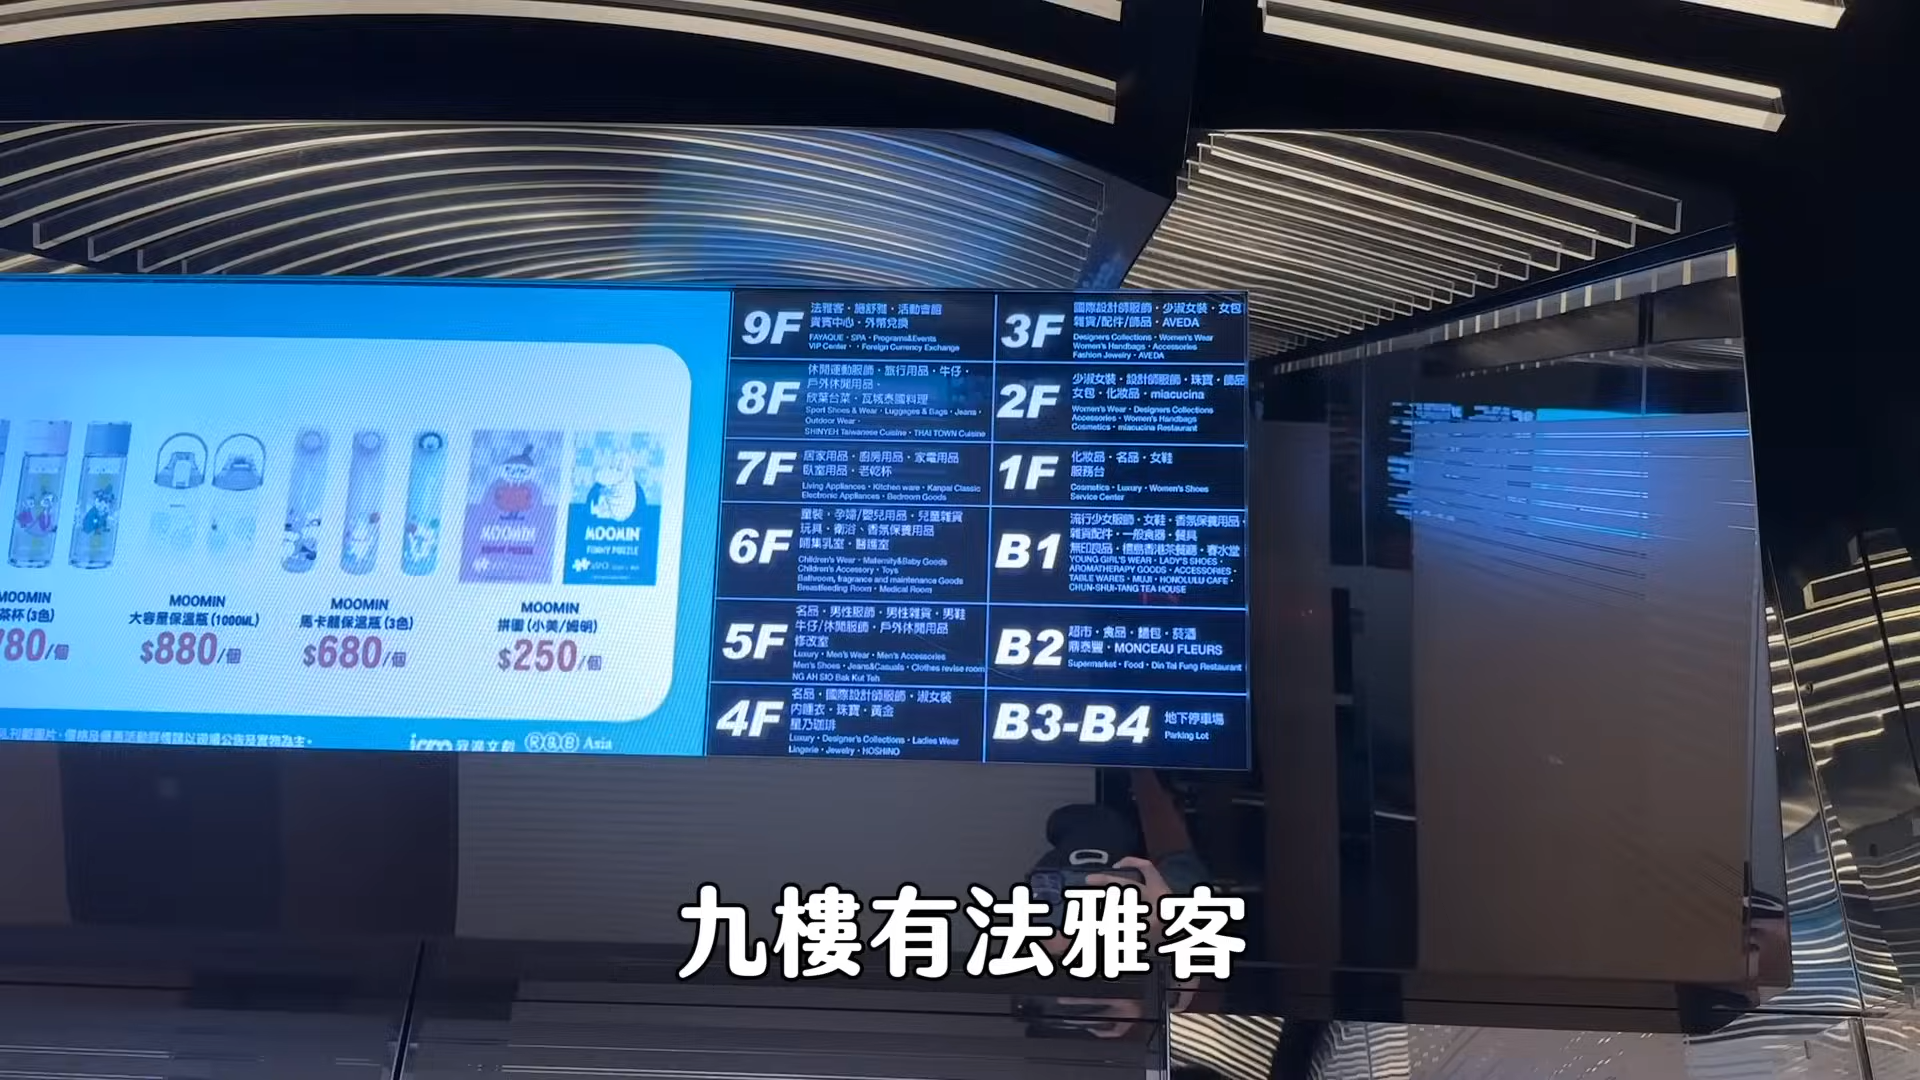 茶杯 (3色)
780/個
MOOMIN
大容量保溫瓶 (1000ML)
$880/個
MOOMIN
馬卡龍保溫瓶 (3色)
$680/個
MOOMIN
FUNNY PUZZLE
MOOMIN
FUNNY PUZZLE
MOOMIN
拼圖 (小美/姆明)
$250/個
R&B Asia
9F
法雅客・施舒雅・活動會館
貴賓中心・外幣兌換
FAYAQUE・SPA・Programs&Events
VIP Center・・Foreign Currency Exchange
8F
休閒運動服飾・旅行用品・牛仔・
戶外休閒用品・
欣葉台菜・瓦城泰國料理
Sport Shoes & Wear・Luggages & Bags・Jeans・
Outdoor Wear・
SHINYEH Taiwanese Cuisine・THAI TOWN Cuisine
7F
居家用品・廚房用品、家電用品
臥室用品・老乾杯
Living Appliances・Kitchen ware・Kanpai Classic
Electronic Appliances・Bedroom Goods
6F
童裝・孕婦/嬰兒用品・兒童雜貨
玩具・衛浴、香氛保養用品
哺集乳室・醫護室
Children's Wear・Maternity&Baby Goods
Children's Accessory・Toys
Bathroom, fragrance and maintenance Goods
Breastfeeding Room・Medical Room
5F
名品・男性服飾・男性雜貨・男鞋
牛仔/休閒服飾・戶外休閒用品
修改室
Luxury・Men's Wear・Men's Accessories
Men's Shoes・Jeans&Casuals・Clothes revise room
NG AH SIO Bak Kut Teh
4F
名品・國際設計師服飾・淑女裝
內睡衣・珠寶・黃金
星乃珈琲
Luxury・Designer's Collections・Ladies Wear
Lingerie・Jewelry・HOSHINO
3F
國際設計師服飾・少淑女裝・女包
雜貨/配件/飾品・AVEDA
Designers Collections・Women's Wear
Women's Handbags・Accessories
Fashion Jewelry・AVEDA
2F
少淑女裝・設計師服飾・珠寶・飾品
女包・化妝品・miacucina
Women's Wear・Designers Collections
Accessories・Women's Handbags
Cosmetics・miacucina Restaurant
1F
化妝品・名品・女鞋
服務台
Cosmetics・Luxury・Women's Shoes
Service Center
B1
流行少女服飾・女鞋・香氛保養用品・
雜貨配件・一般食器・餐具
無印良品・檀島香港茶餐廳・春水堂
YOUNG GIRL'S WEAR・LADY'S SHOES・
AROMATHERAPY GOODS・ACCESSORIES・
TABLE WARES・MUJI・HONOLULU CAFE・
CHUN-SHUI-TANG TEA HOUSE
B2
超市・食品・麵包・菸酒
鼎泰豐・MONCEAU FLEURS
Supermarket・Food・Din Tai Fung Restaurant
B3-B4
地下停車場
Parking Lot
九樓有法雅客